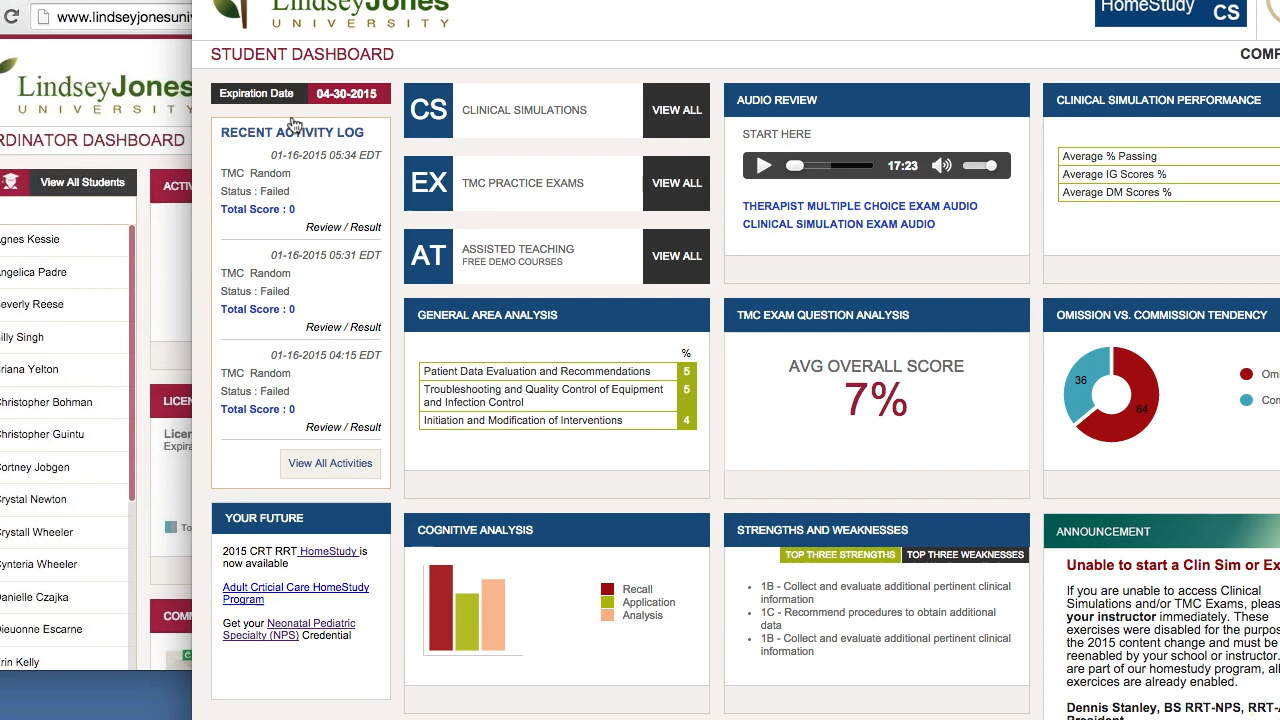 www.lindseyjonesuni
LindseyJones
UNIVERSITY
RDINATOR DASHBOARD
View All Students
ACTIV
gnes Kessie
ngelica Padre
everly Reese
illy Singh
riana Yelton
hristopher Bohman
hristopher Guintu
ortney Jobgen
rystal Newton
rystall Wheeler
ynteria Wheeler
anielle Czajka
ieuonne Escarne
rin Kelly
LICEN
Licen
Expira
To
COMM
LindseyJones
UNIVERSITY
HomeStudy CS
STUDENT DASHBOARD
COMP
Expiration Date 04-30-2015
RECENT ACTIVITY LOG
01-16-2015 05:34 EDT
TMC Random
Status : Failed
Total Score : 0
Review / Result
01-16-2015 05:31 EDT
TMC Random
Status : Failed
Total Score : 0
Review / Result
01-16-2015 04:15 EDT
TMC Random
Status : Failed
Total Score : 0
Review / Result
View All Activities
YOUR FUTURE
2015 CRT RRT HomeStudy is
now available
Adult Crticial Care HomeStudy
Program
Get your Neonatal Pediatric
Specialty (NPS) Credential
CS CLINICAL SIMULATIONS VIEW ALL
EX TMC PRACTICE EXAMS VIEW ALL
AT ASSISTED TEACHING VIEW ALL
FREE DEMO COURSES
AUDIO REVIEW
START HERE
17:23
THERAPIST MULTIPLE CHOICE EXAM AUDIO
CLINICAL SIMULATION EXAM AUDIO
CLINICAL SIMULATION PERFORMANCE
Average % Passing
Average IG Scores %
Average DM Scores %
GENERAL AREA ANALYSIS
%
Patient Data Evaluation and Recommendations 5
Troubleshooting and Quality Control of Equipment 5
and Infection Control
Initiation and Modification of Interventions 4
TMC EXAM QUESTION ANALYSIS
AVG OVERALL SCORE
7%
OMISSION VS. COMMISSION TENDENCY
36
64
Omi
Com
COGNITIVE ANALYSIS
Recall
Application
Analysis
STRENGTHS AND WEAKNESSES
TOP THREE STRENGTHS TOP THREE WEAKNESSES
1B - Collect and evaluate additional pertinent clinical
information
1C - Recommend procedures to obtain additional
data
1B - Collect and evaluate additional pertinent clinical
information
ANNOUNCEMENT
Unable to start a Clin Sim or Ex
If you are unable to access Clinical
Simulations and/or TMC Exams, pleas
your instructor immediately. These
exercises were disabled for the purpos
the 2015 content change and must be
reenabled by your school or instructor.
are part of our homestudy program, all
exercises are already enabled.
Dennis Stanley, BS RRT-NPS, RRT-A
President